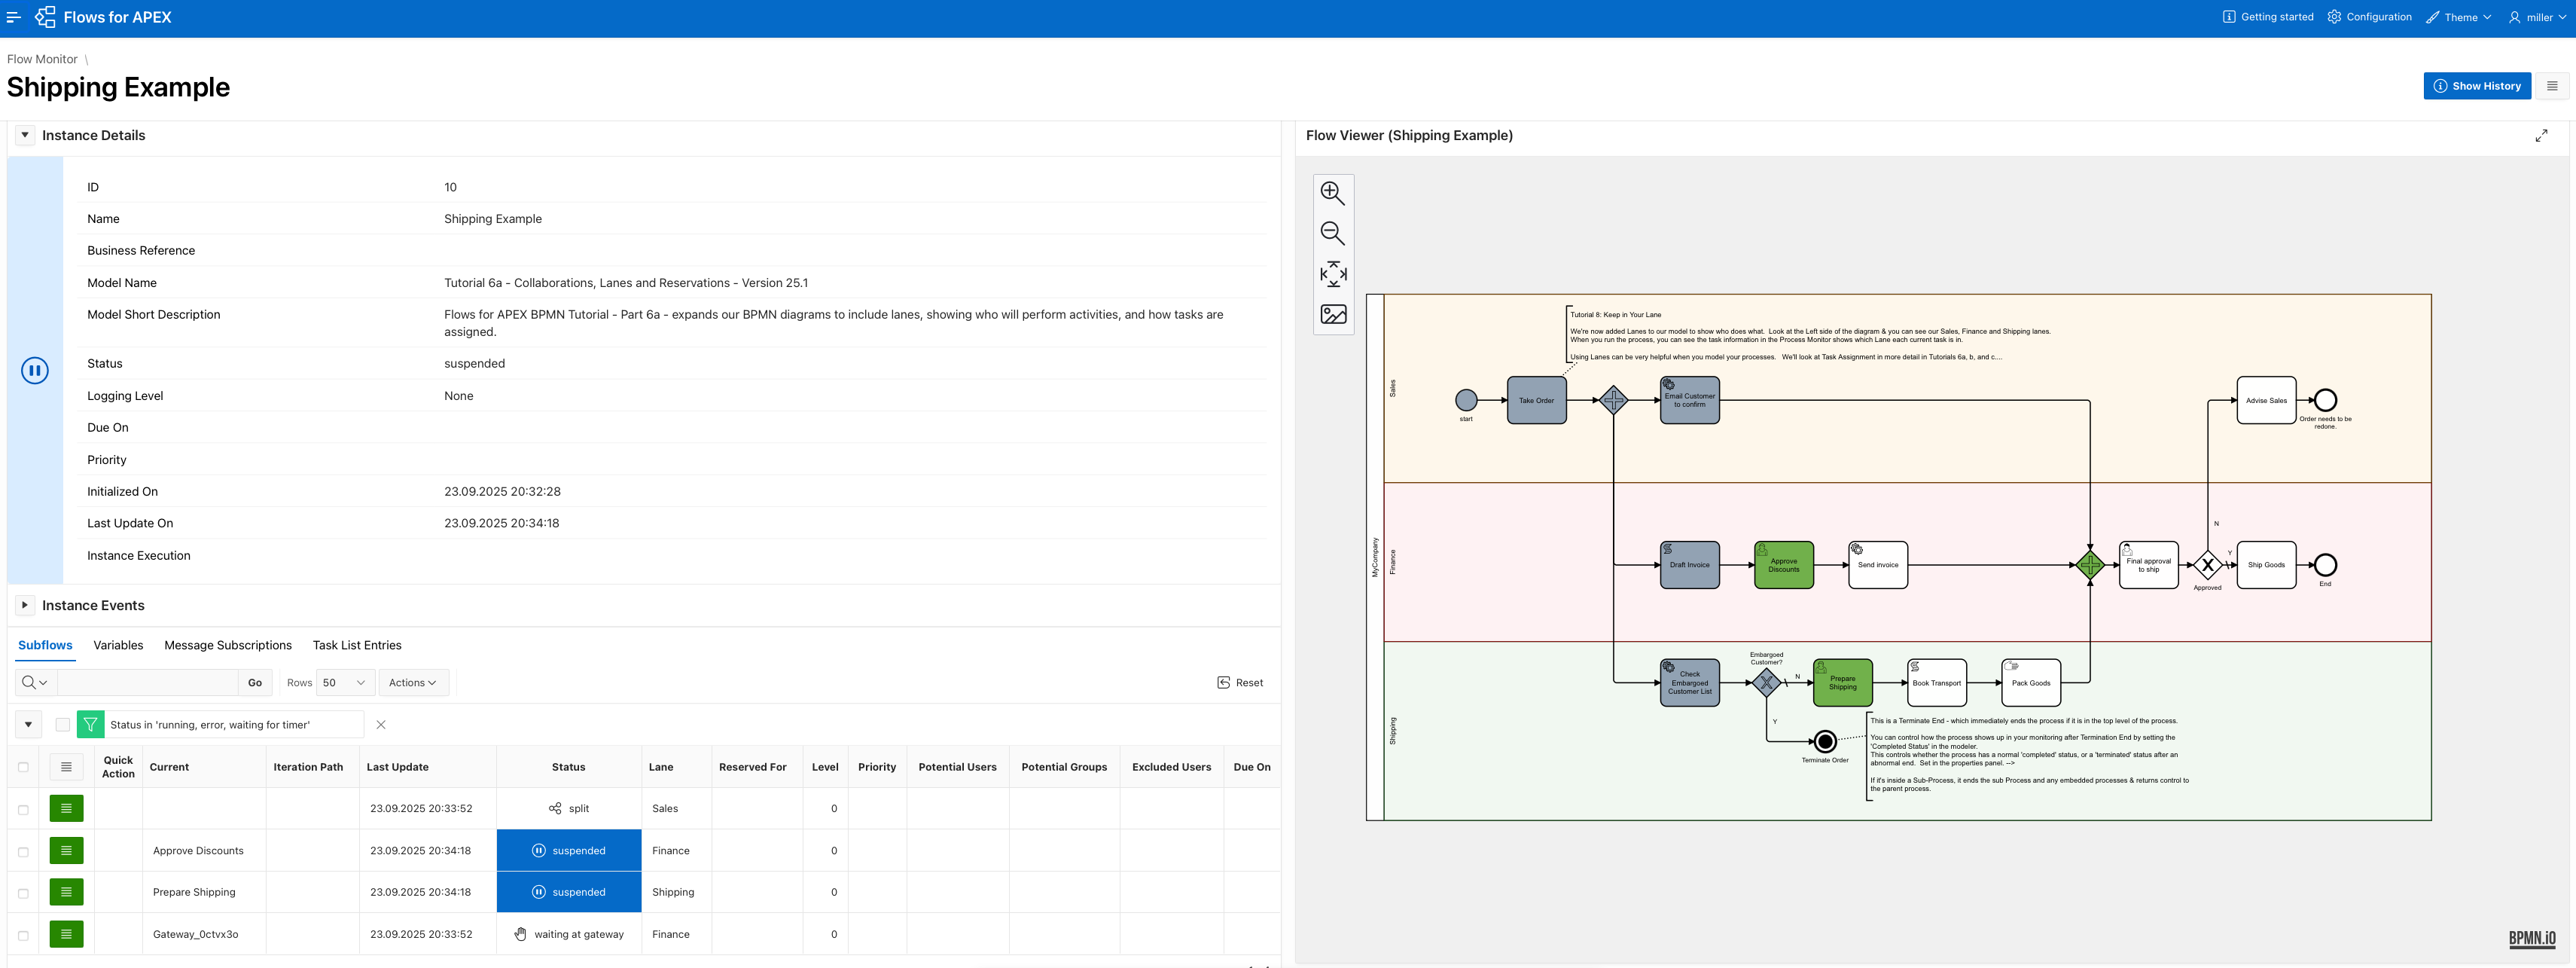 Flows for APEX
Getting started
Configuration
Theme
miller
Flow Monitor \
Shipping Example
Show History
Instance Details
ID 10
Name Shipping Example
Business Reference
Model Name Tutorial 6a - Collaborations, Lanes and Reservations - Version 25.1
Model Short Description Flows for APEX BPMN Tutorial - Part 6a - expands our BPMN diagrams to include lanes, showing who will perform activities, and how tasks are
assigned.
Status suspended
Logging Level None
Due On
Priority
Initialized On 23.09.2025 20:32:28
Last Update On 23.09.2025 20:34:18
Instance Execution
Instance Events
Subflows Variables Message Subscriptions Task List Entries
Go Rows 50 Actions Reset
Status in 'running, error, waiting for timer'
Quick Action Current Iteration Path Last Update Status Lane Reserved For Level Priority Potential Users Potential Groups Excluded Users Due On
23.09.2025 20:33:52 split Sales 0
Approve Discounts 23.09.2025 20:34:18 suspended Finance 0
Prepare Shipping 23.09.2025 20:34:18 suspended Shipping 0
Gateway_0ctvx3o 23.09.2025 20:33:52 waiting at gateway Finance 0
Flow Viewer (Shipping Example)
MyCompany
Sales
Tutorial 8: Keep in Your Lane
We're now added Lanes to our model to show who does what. Look at the Left side of the diagram & you can see our Sales, Finance and Shipping lanes.
When you run the process, you can see the task information in the Process Monitor shows which Lane each current task is in.
Using Lanes can be very helpful when you model your processes. We'll look at Task Assignment in more detail in Tutorials 6a, b, and c....
start
Take Order
Email Customer
to confirm
Advise Sales
Order needs to be
redone.
Finance
Draft Invoice
Approve
Discounts
Send invoice
Final approval
to ship
N
Approved
Y
Ship Goods
End
Shipping
Check
Embargoed
Customer List
Embargoed
Customer?
N
Y
Prepare
Shipping
Book Transport
Pack Goods
Terminate Order
This is a Terminate End - which immediately ends the process if it is in the top level of the process.
You can control how the process shows up in your monitoring after Termination End by setting the
'Completed Status' in the modeler.
This controls whether the process has a normal 'completed' status, or a 'terminated' status after an
abnormal end. Set in the properties panel. -->
If it's inside a Sub-Process, it ends the sub Process and any embedded processes & returns control to
the parent process.
BPMN.iO